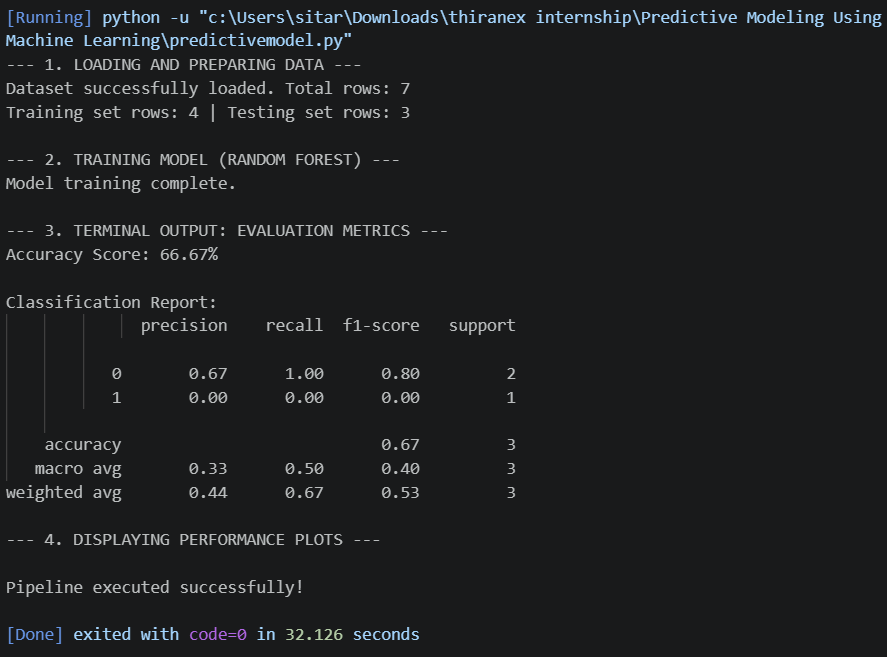 [Running] python -u "c:\Users\sitar\Downloads\thiranex internship\Predictive Modeling Using
Machine Learning\predictivemodel.py"
--- 1. LOADING AND PREPARING DATA ---
Dataset successfully loaded. Total rows: 7
Training set rows: 4 | Testing set rows: 3
--- 2. TRAINING MODEL (RANDOM FOREST) ---
Model training complete.
--- 3. TERMINAL OUTPUT: EVALUATION METRICS ---
Accuracy Score: 66.67%
Classification Report:
precision recall f1-score support
0 0.67 1.00 0.80 2
1 0.00 0.00 0.00 1
accuracy 0.67 3
macro avg 0.33 0.50 0.40 3
weighted avg 0.44 0.67 0.53 3
--- 4. DISPLAYING PERFORMANCE PLOTS ---
Pipeline executed successfully!
[Done] exited with code=0 in 32.126 seconds